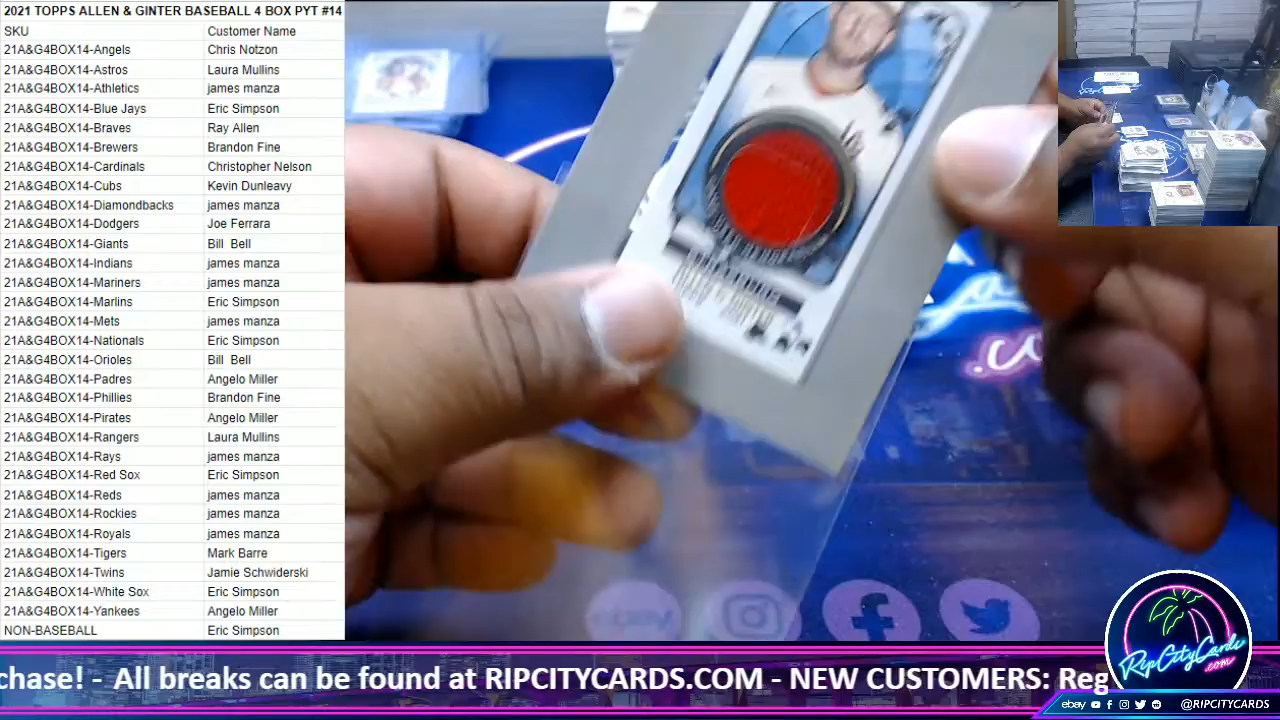 2021 TOPPS ALLEN & GINTER BASEBALL 4 BOX PYT #14
SKU Customer Name
21A&G4BOX14-Angels Chris Notzon
21A&G4BOX14-Astros Laura Mullins
21A&G4BOX14-Athletics james manza
21A&G4BOX14-Blue Jays Eric Simpson
21A&G4BOX14-Braves Ray Allen
21A&G4BOX14-Brewers Brandon Fine
21A&G4BOX14-Cardinals Christopher Nelson
21A&G4BOX14-Cubs Kevin Dunleavy
21A&G4BOX14-Diamondbacks james manza
21A&G4BOX14-Dodgers Joe Ferrara
21A&G4BOX14-Giants Bill Bell
21A&G4BOX14-Indians james manza
21A&G4BOX14-Mariners james manza
21A&G4BOX14-Marlins Eric Simpson
21A&G4BOX14-Mets james manza
21A&G4BOX14-Nationals Eric Simpson
21A&G4BOX14-Orioles Bill Bell
21A&G4BOX14-Padres Angelo Miller
21A&G4BOX14-Phillies Brandon Fine
21A&G4BOX14-Pirates Angelo Miller
21A&G4BOX14-Rangers Laura Mullins
21A&G4BOX14-Rays james manza
21A&G4BOX14-Red Sox Eric Simpson
21A&G4BOX14-Reds james manza
21A&G4BOX14-Rockies james manza
21A&G4BOX14-Royals james manza
21A&G4BOX14-Tigers Mark Barre
21A&G4BOX14-Twins Jamie Schwiderski
21A&G4BOX14-White Sox Eric Simpson
21A&G4BOX14-Yankees Angelo Miller
NON-BASEBALL Eric Simpson
.co
RipCityCards
.com
chase! - All breaks can be found at RIPCITYCARDS.COM - NEW CUSTOMERS: Reg
ebay @RIPCITYCARDS